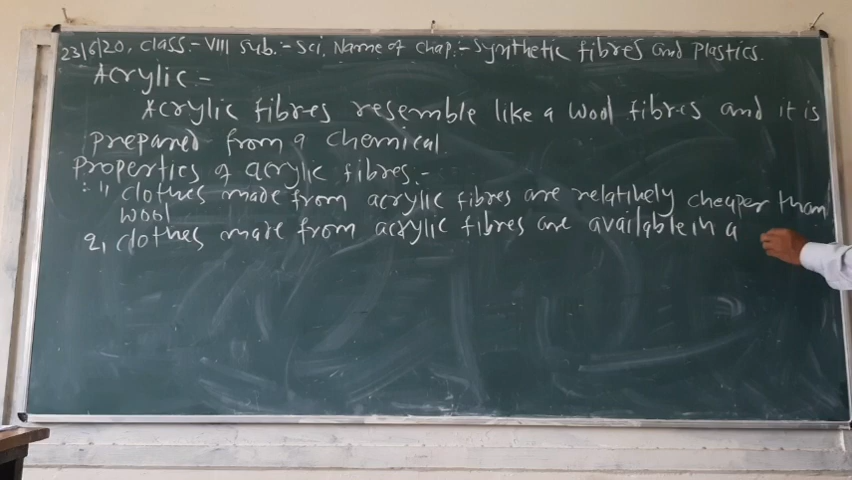 23/6/20, Class:- VIII Sub.:- Sci. Name of Chap:- Synthetic fibres and Plastics.
Acrylic -
Acrylic fibres resemble like a wool fibres and it is
prepared from a chemical.
Properties of acrylic fibres:-
1) Clothes made from acrylic fibres are relatively cheaper than
wool
2, Clothes made from acrylic fibres are available in a